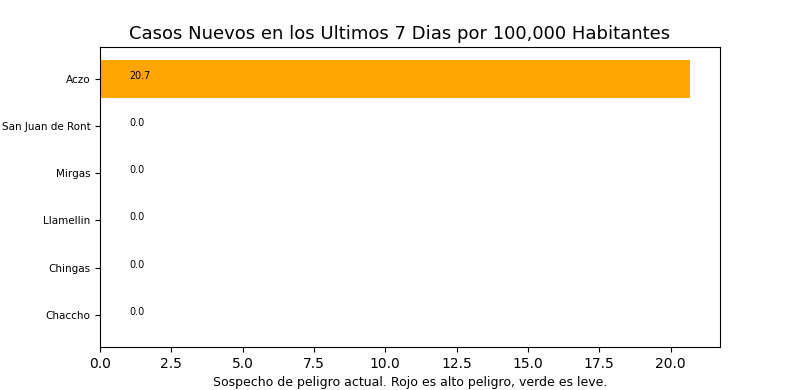 Casos Nuevos en los Ultimos 7 Dias por 100,000 Habitantes
Aczo 20.7
San Juan de Ront 0.0
Mirgas 0.0
Llamellin 0.0
Chingas 0.0
Chaccho 0.0
0.0 2.5 5.0 7.5 10.0 12.5 15.0 17.5 20.0
Sospecho de peligro actual. Rojo es alto peligro, verde es leve.